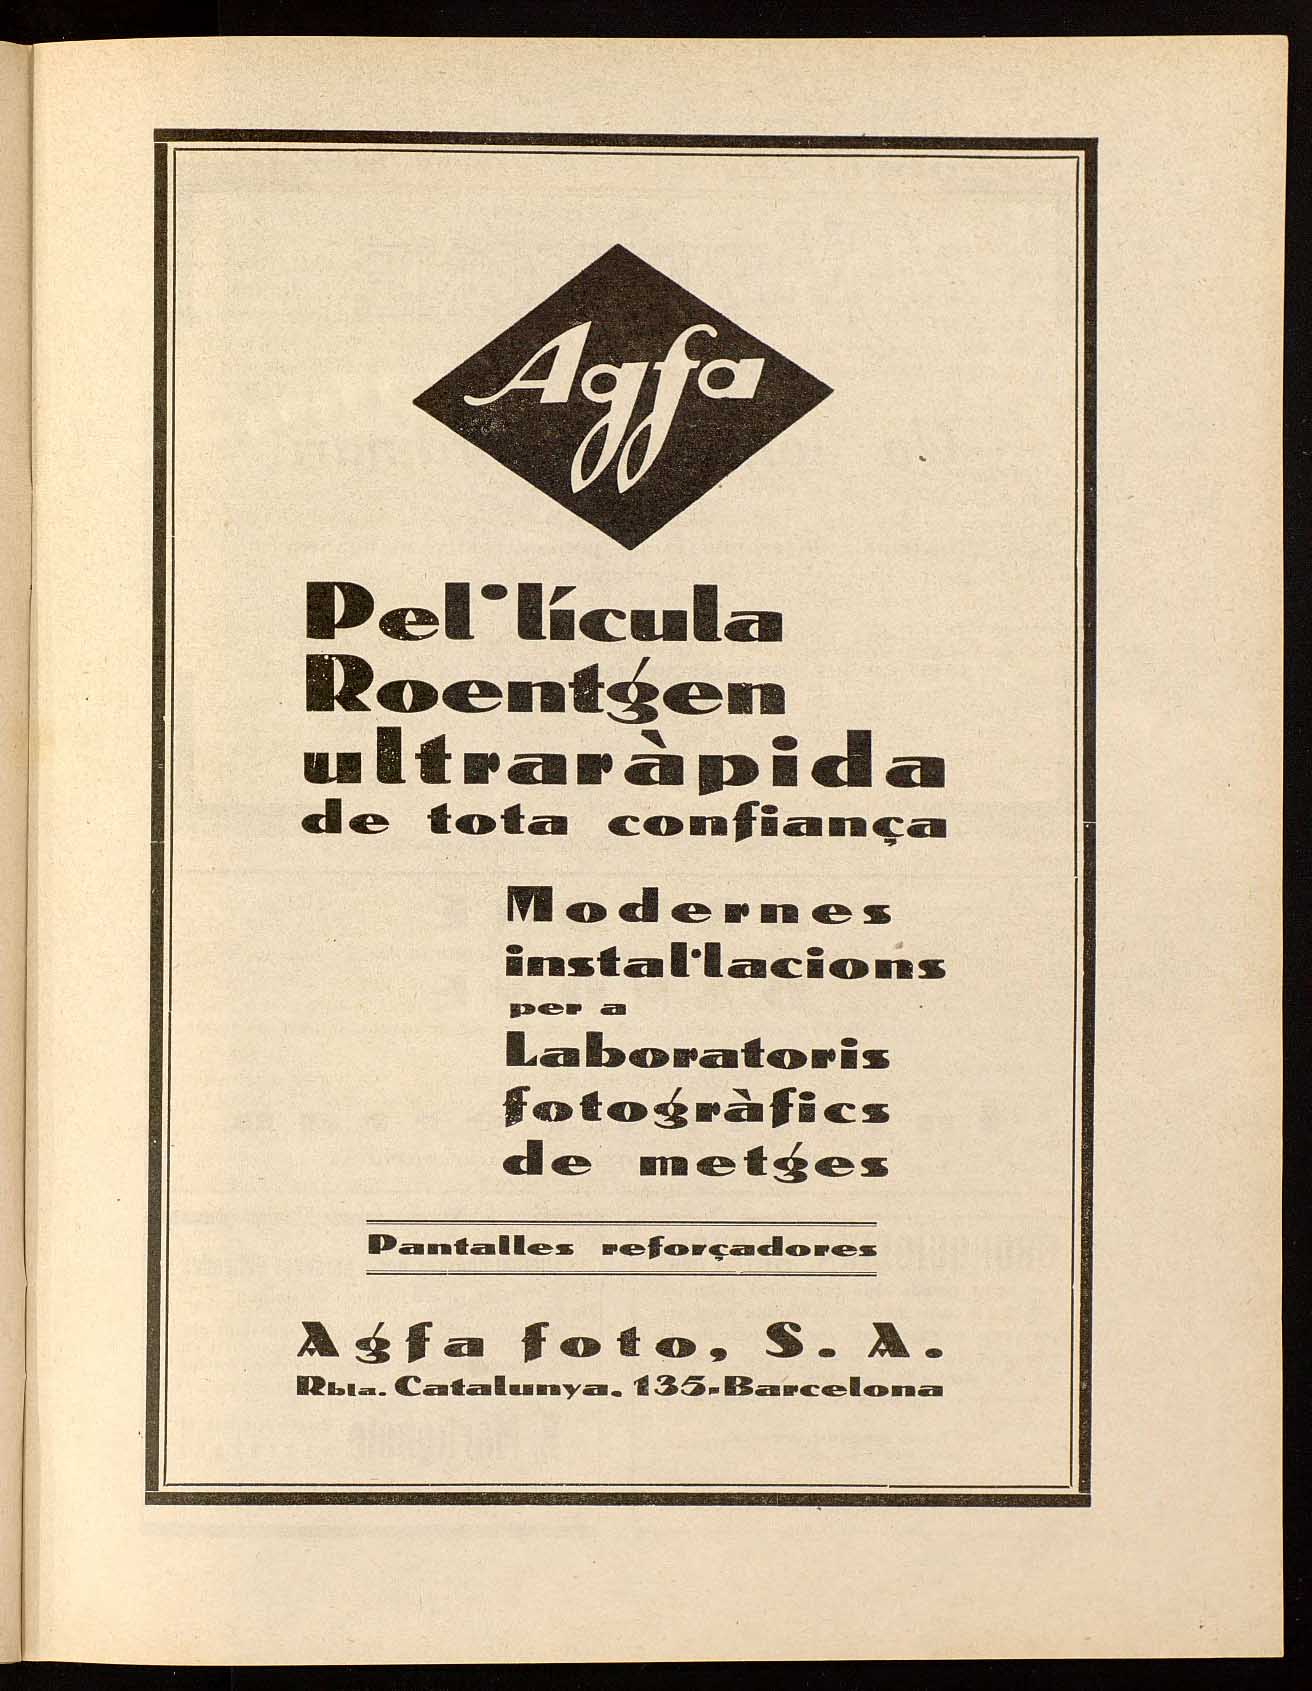 Agfa
Pel·lícula
Roentgen
ultraràpida
de tota confiança
Modernes
instal·lacions
per a
Laboratoris
fotogràfics
de metges
Pantalles reforçadores
Agfa foto, S. A.
Rbla. Catalunya, 135-Barcelona